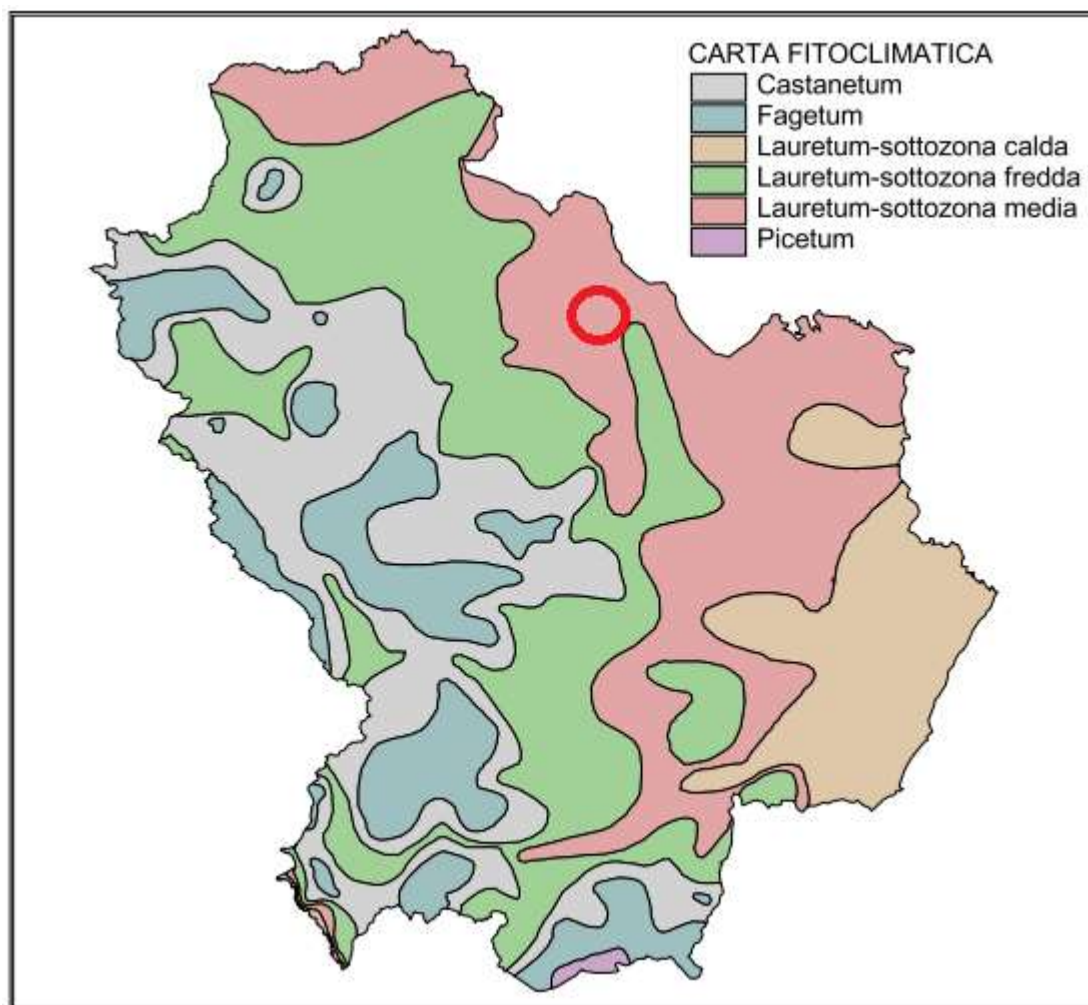 CARTA FITOCLIMATICA
Castanetum
Fagetum
Lauretum-sottozona calda
Lauretum-sottozona fredda
Lauretum-sottozona media
Picetum